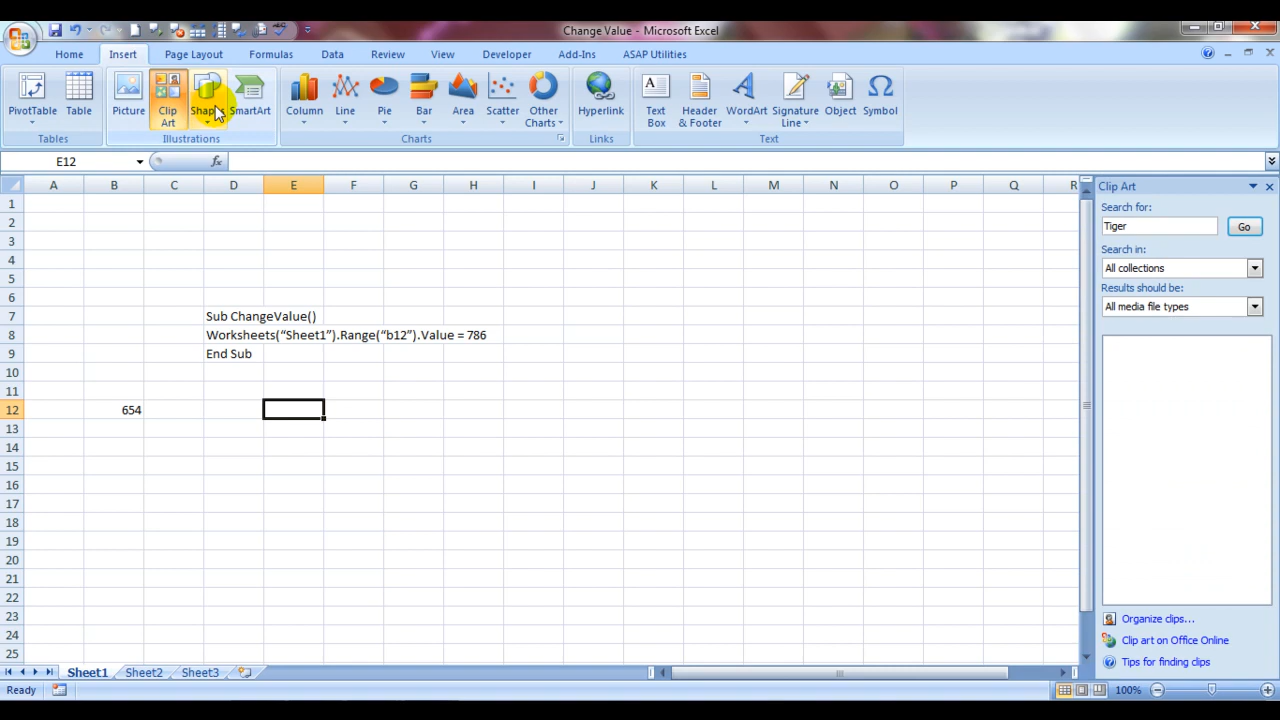 Change Value - Microsoft Excel
Home Insert Page Layout Formulas Data Review View Developer Add-Ins ASAP Utilities
PivotTable Table Picture Clip Art Shapes SmartArt Column Line Pie Bar Area Scatter Other Charts Hyperlink Text Box Header & Footer WordArt Signature Line Object Symbol
Tables Illustrations Charts Links Text
E12 fx
A B C D E F G H I J K L M N O P Q R
1
2
3
4
5
6
7 Sub ChangeValue()
8 Worksheets(“Sheet1”).Range(“b12”).Value = 786
9 End Sub
10
11
12 654
13
14
15
16
17
18
19
20
21
22
23
24
25
Clip Art
Search for:
Tiger Go
Search in:
All collections
Results should be:
All media file types
Organize clips...
Clip art on Office Online
Tips for finding clips
Sheet1 Sheet2 Sheet3
Ready 100%